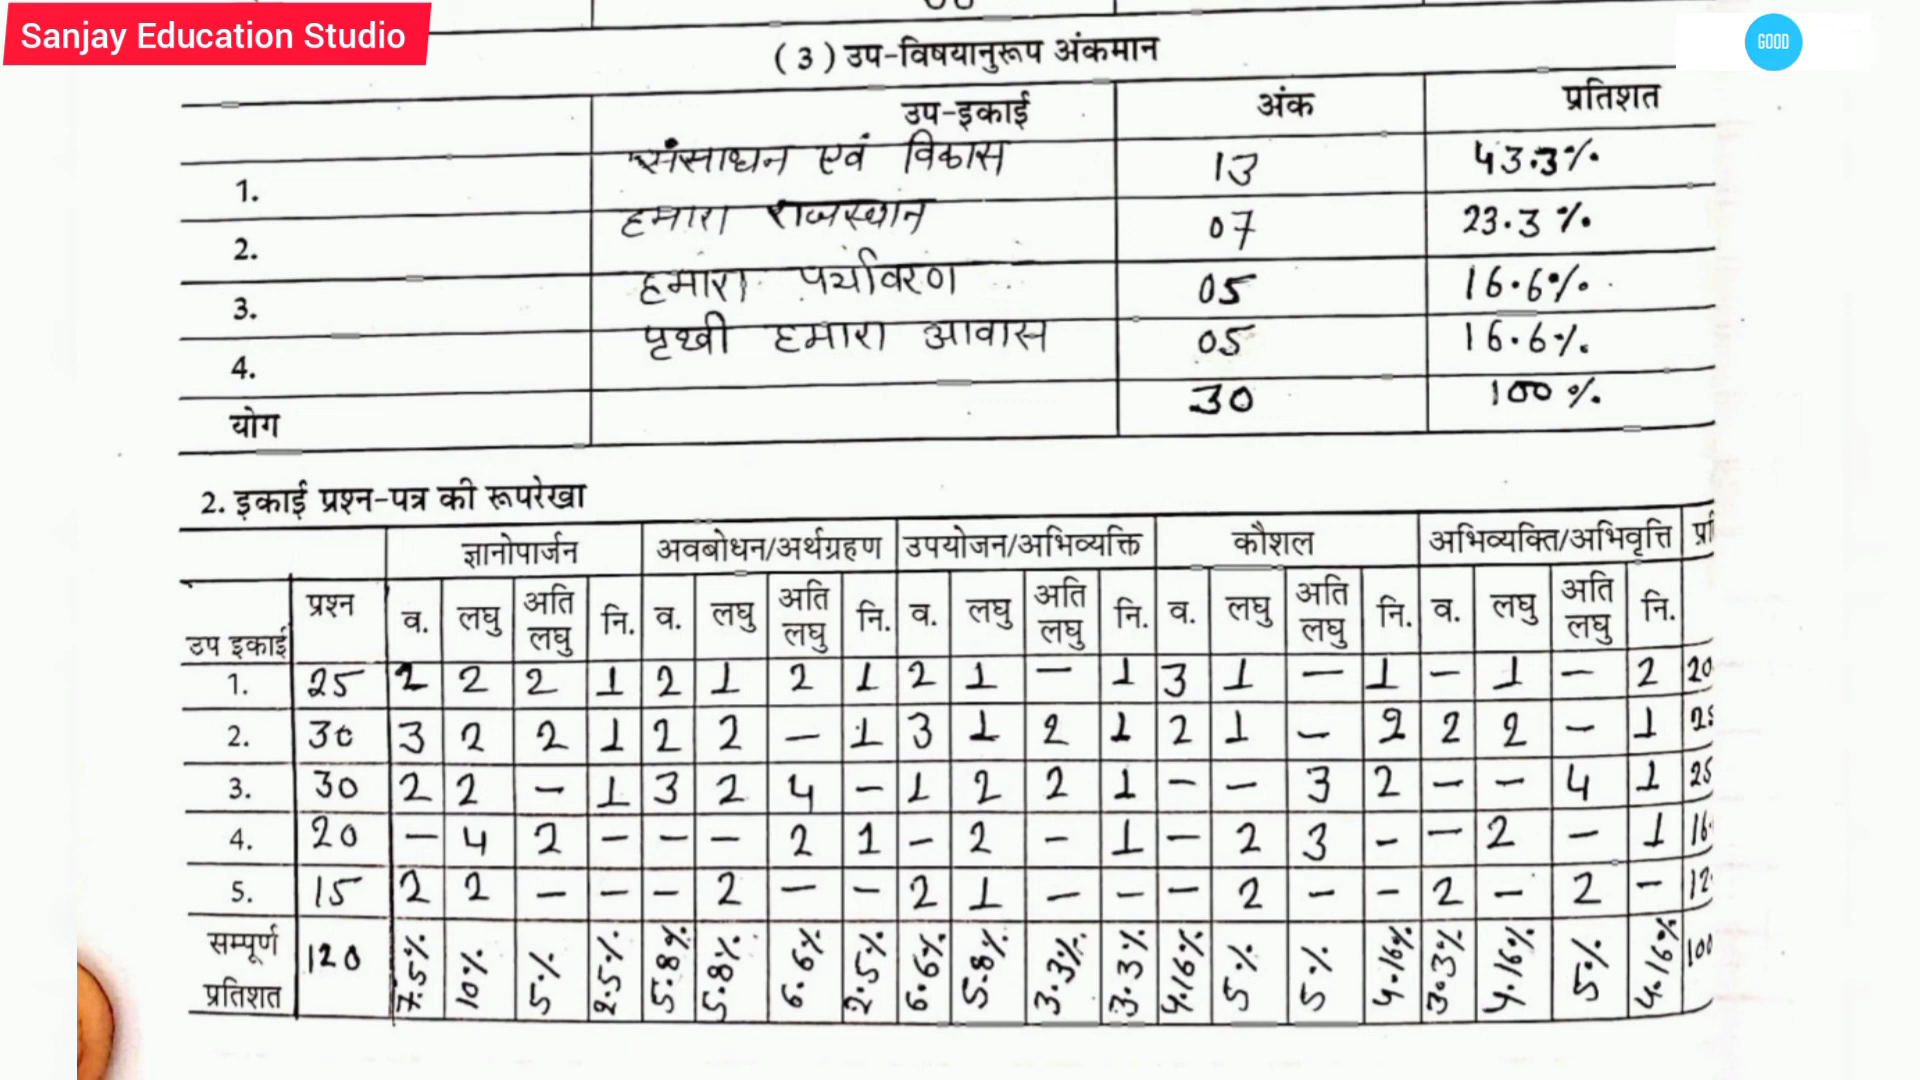 Sanjay Education Studio
GOOD
( 3 ) उप-विषयानुरूप अंकमान
उप-इकाई अंक प्रतिशत
1. संसाधन एवं विकास 13 43.3%
2. हमारा राजस्थान 07 23.3 %
3. हमारा पर्यावरण 05 16.6%
4. पृथ्वी हमारा आवास 05 16.6%
योग 30 100 %
2. इकाई प्रश्न-पत्र की रूपरेखा
ज्ञानोपार्जन अवबोधन/अर्थग्रहण उपयोजन/अभिव्यक्ति कौशल अभिव्यक्ति/अभिवृत्ति
उप इकाई प्रश्न व. लघु अति लघु नि. व. लघु अति लघु नि. व. लघु अति लघु नि. व. लघु अति लघु नि. व. लघु अति लघु नि.
1. 25 2 2 2 1 2 1 2 1 2 1 — 1 3 1 — 1 — 1 — 2 20
2. 30 3 2 2 1 2 2 — 1 3 1 2 1 2 1 — 2 2 2 — 1 25
3. 30 2 2 — 1 3 2 4 — 1 2 2 1 — — 3 2 — — 4 1 25
4. 20 — 4 2 — — — 2 1 — 2 — 1 — 2 3 — — 2 — 1 16.
5. 15 2 2 — — — 2 — — 2 1 — — — 2 — — 2 — 2 — 12
सम्पूर्ण प्रतिशत 120 7.5% 10% 5% 2.5% 5.8% 5.8% 6.6% 2.5% 6.6% 5.8% 3.3% 3.3% 4.16% 5% 5% 4.16% 3.3% 4.16% 5% 4.16% 100